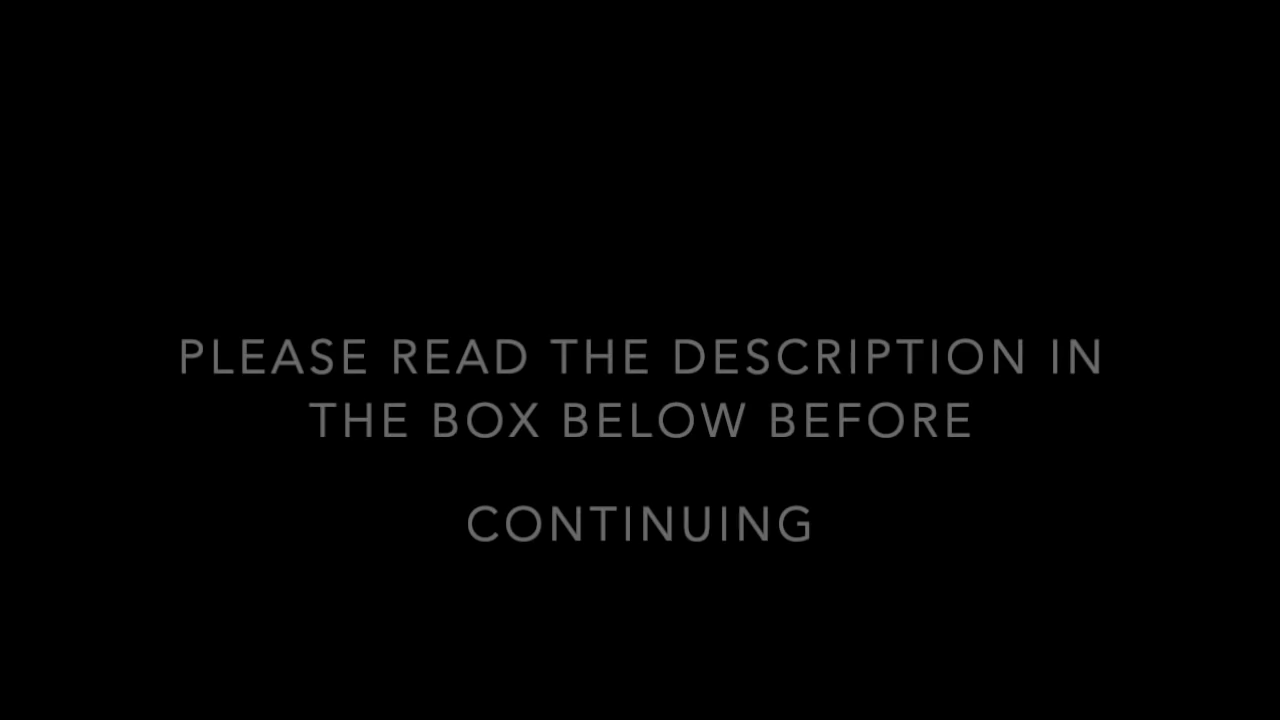 PLEASE READ THE DESCRIPTION IN
THE BOX BELOW BEFORE
CONTINUING